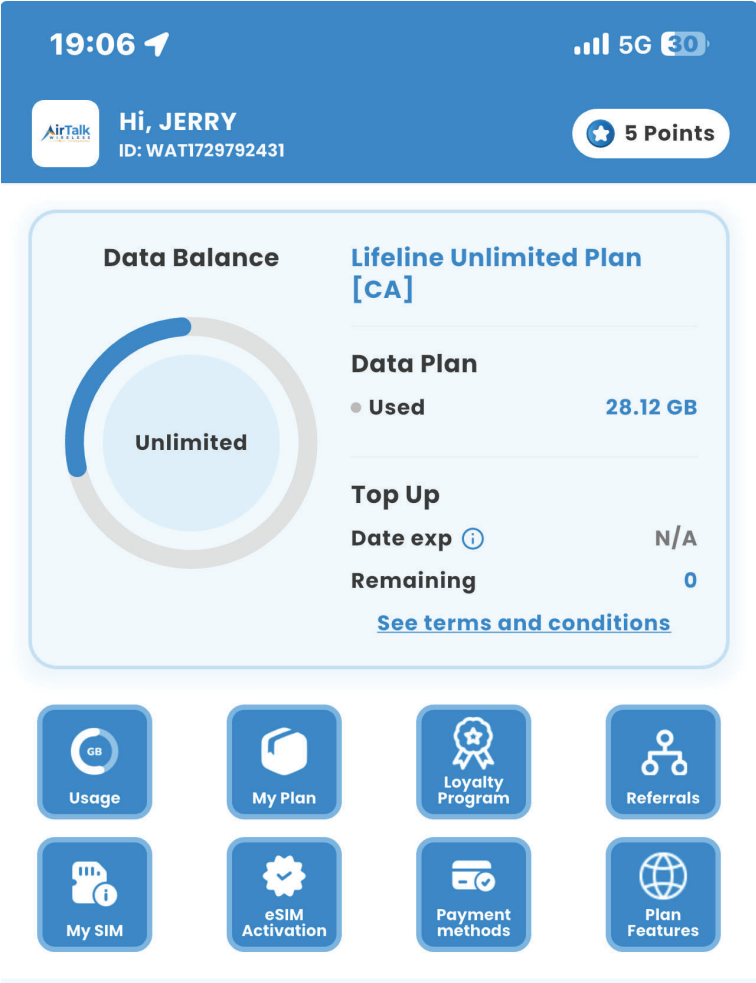 19:06
5G 30
AirTalk
WIRELESS
Hi, JERRY
ID: WAT1729792431
5 Points
Data Balance
Unlimited
Lifeline Unlimited Plan
[CA]
Data Plan
Used 28.12 GB
Top Up
Date exp N/A
Remaining 0
See terms and conditions
GB
Usage
My Plan
Loyalty
Program
Referrals
My SIM
eSIM
Activation
Payment
methods
Plan
Features